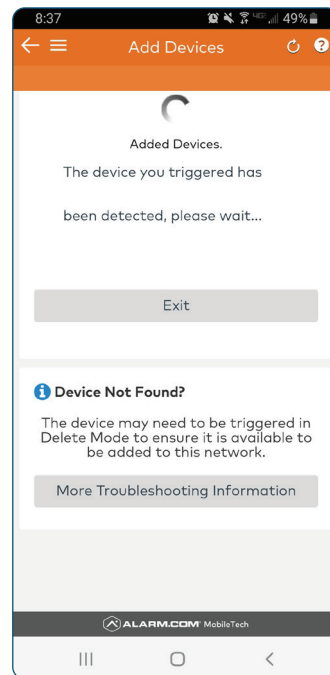 8:37 49%
Add Devices ?
Added Devices.
The device you triggered has
been detected, please wait...
Exit
i Device Not Found?
The device may need to be triggered in
Delete Mode to ensure it is available to
be added to this network.
More Troubleshooting Information
ALARM.COM MobileTech